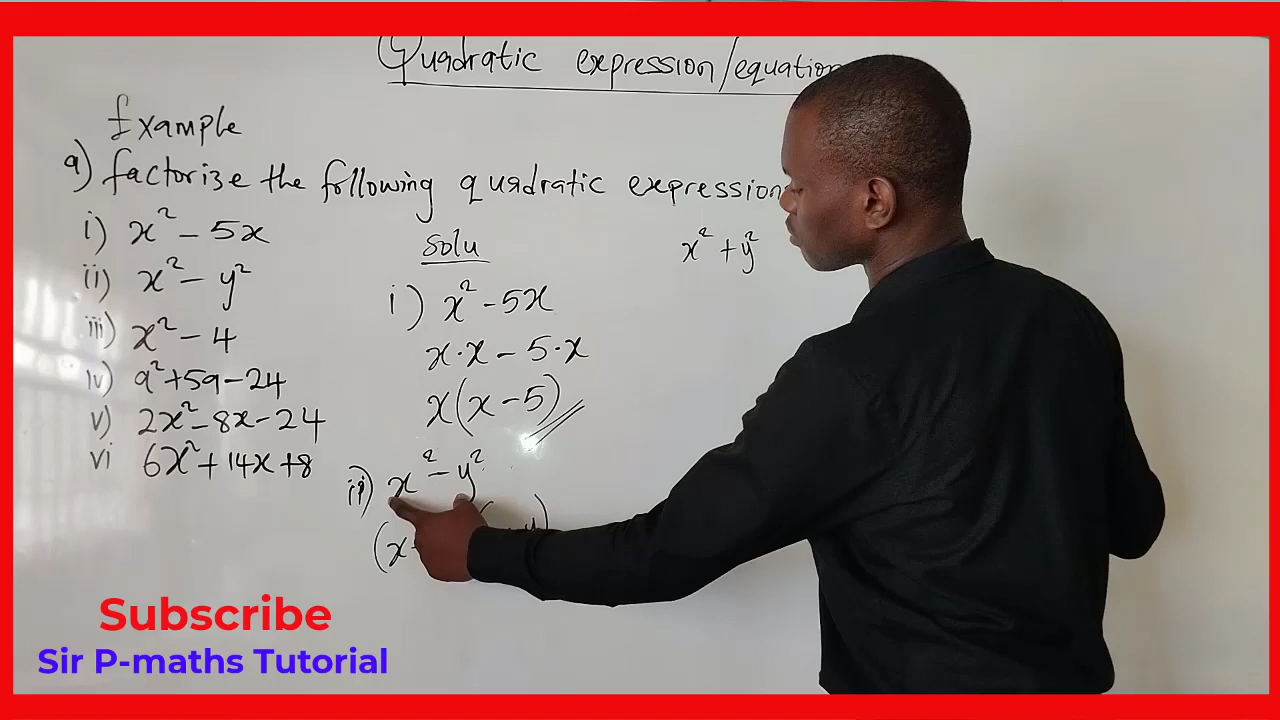 Quadratic expression/equation
Example
a) factorize the following quadratic expression
i) x² - 5x
ii) x² - y²
iii) x² - 4
iv) a² + 5a - 24
v) 2x² - 8x - 24
vi 6x² + 14x + 8
solu
i) x² - 5x
x·x - 5·x
x(x - 5)
ii) x² - y²
(x
x² + y²
Subscribe
Sir P-maths Tutorial